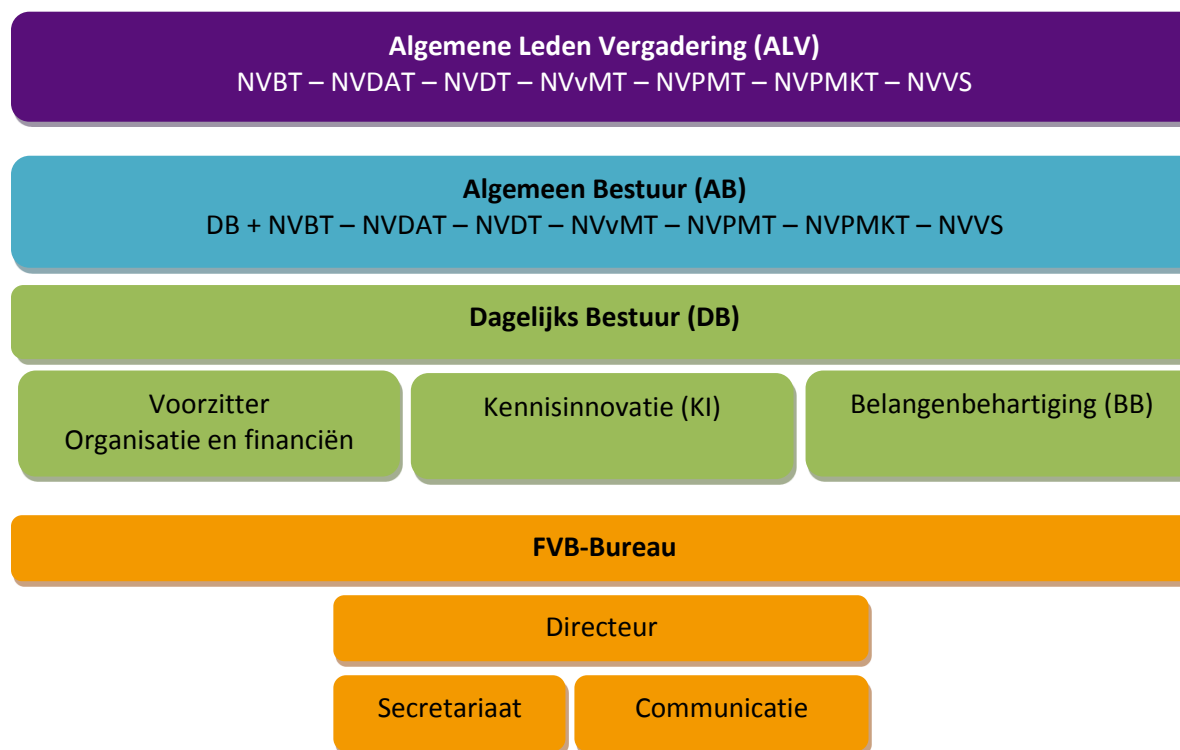 Algemene Leden Vergadering (ALV)
NVBT – NVDAT – NVDT – NVvMT – NVPMT – NVPMKT – NVVS
Algemeen Bestuur (AB)
DB + NVBT – NVDAT – NVDT – NVvMT – NVPMT – NVPMKT – NVVS
Dagelijks Bestuur (DB)
Voorzitter
Organisatie en financiën
Kennisinnovatie (KI)
Belangenbehartiging (BB)
FVB-Bureau
Directeur
Secretariaat
Communicatie